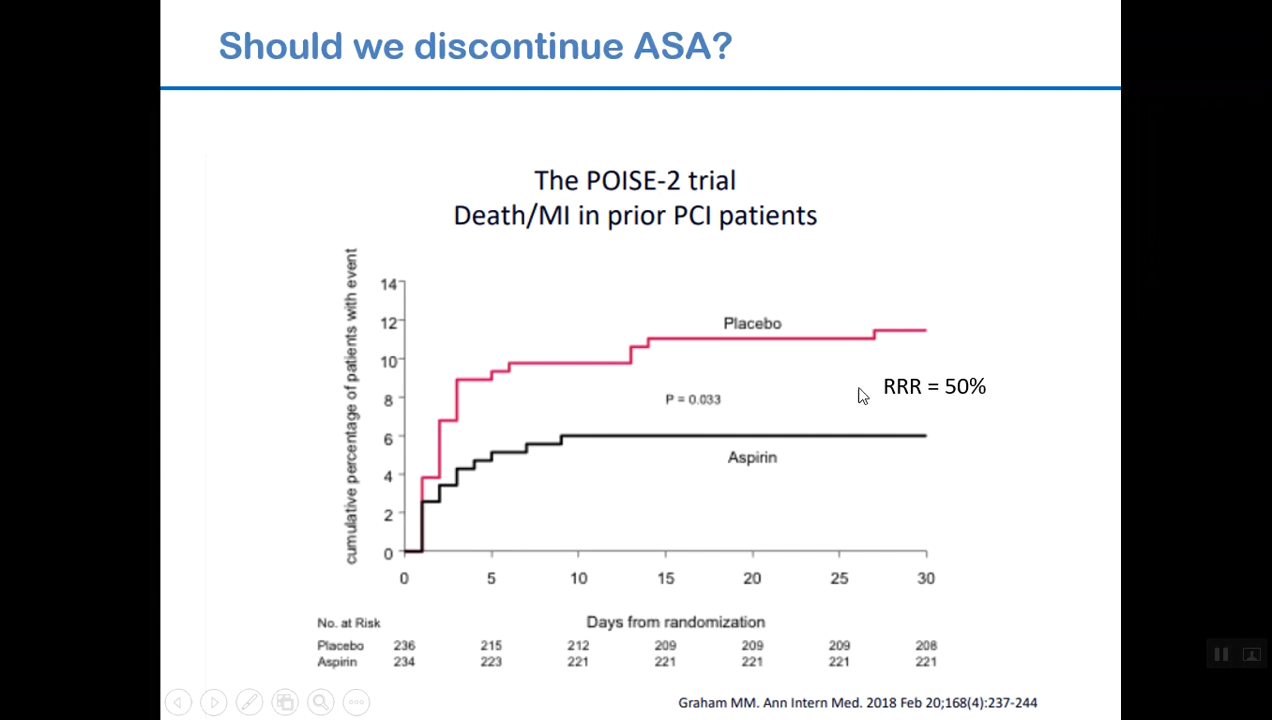 Should we discontinue ASA?
The POISE-2 trial
Death/MI in prior PCI patients
cumulative percentage of patients with event
14
12
10
8
6
4
2
0
Placebo
RRR = 50%
P = 0.033
Aspirin
0 5 10 15 20 25 30
No. at Risk Days from randomization
Placebo 236 215 212 209 209 209 208
Aspirin 234 223 221 221 221 221 221
Graham MM. Ann Intern Med. 2018 Feb 20;168(4):237-244